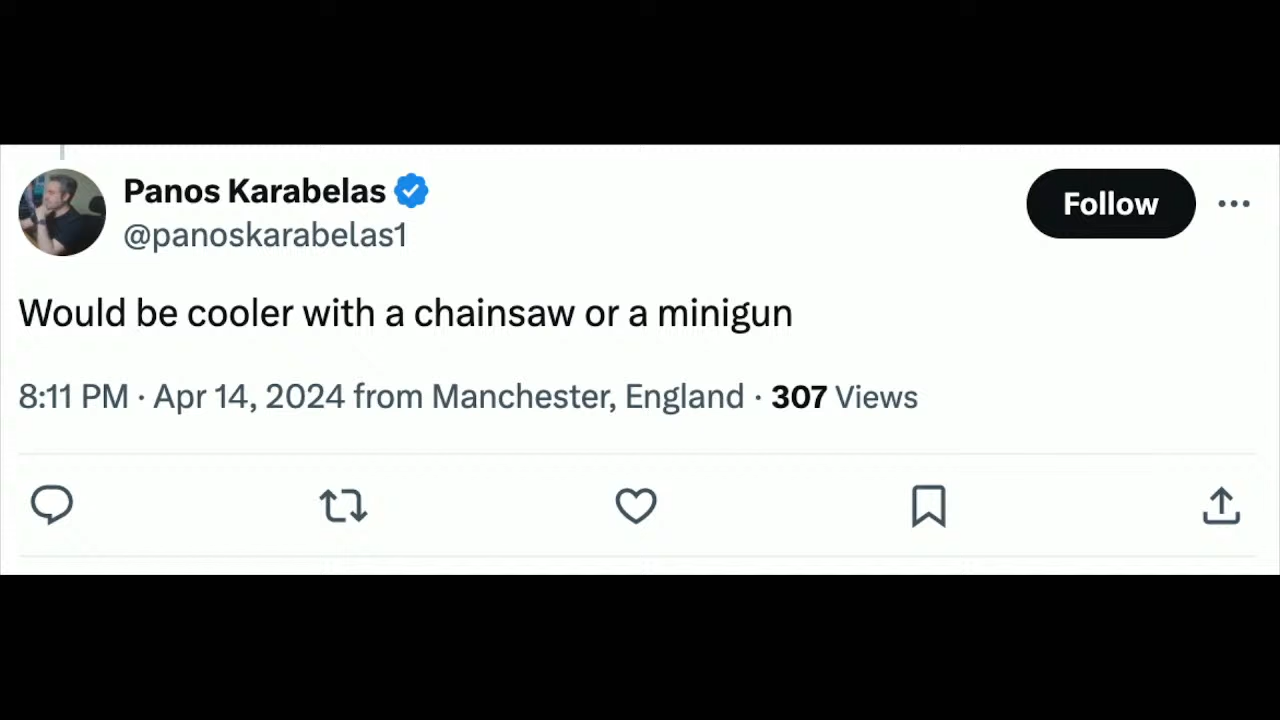 Panos Karabelas
Follow
@panoskarabelas1
Would be cooler with a chainsaw or a minigun
8:11 PM · Apr 14, 2024 from Manchester, England · 307 Views